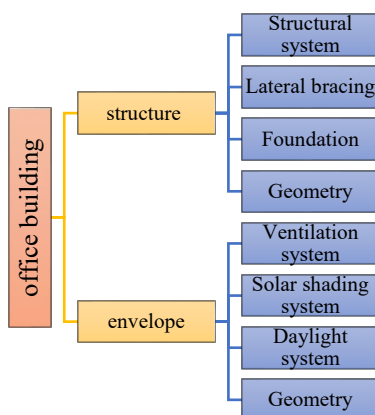 office building
structure
envelope
Structural
system
Lateral bracing
Foundation
Geometry
Ventilation
system
Solar shading
system
Daylight
system
Geometry